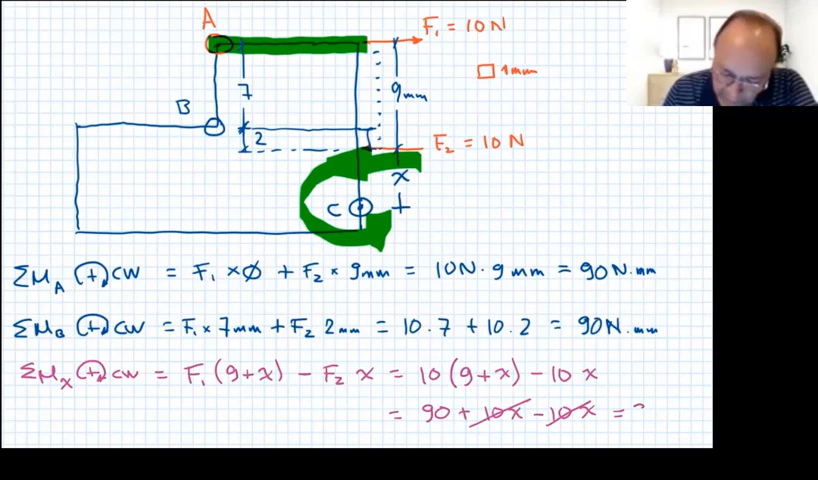 A
F₁ = 10N
□ 1mm
7
9mm
B
2
F₂ = 10N
x
C
ΣM_A (+) CW = F₁ × Ø + F₂ × 9mm = 10N · 9mm = 90N·mm
ΣM_B (+) CW = F₁ × 7mm + F₂ 2mm = 10·7 + 10·2 = 90N·mm
ΣM_x (+) CW = F₁ (9+x) - F₂ x = 10(9+x) - 10x
= 90 + 10x - 10x =